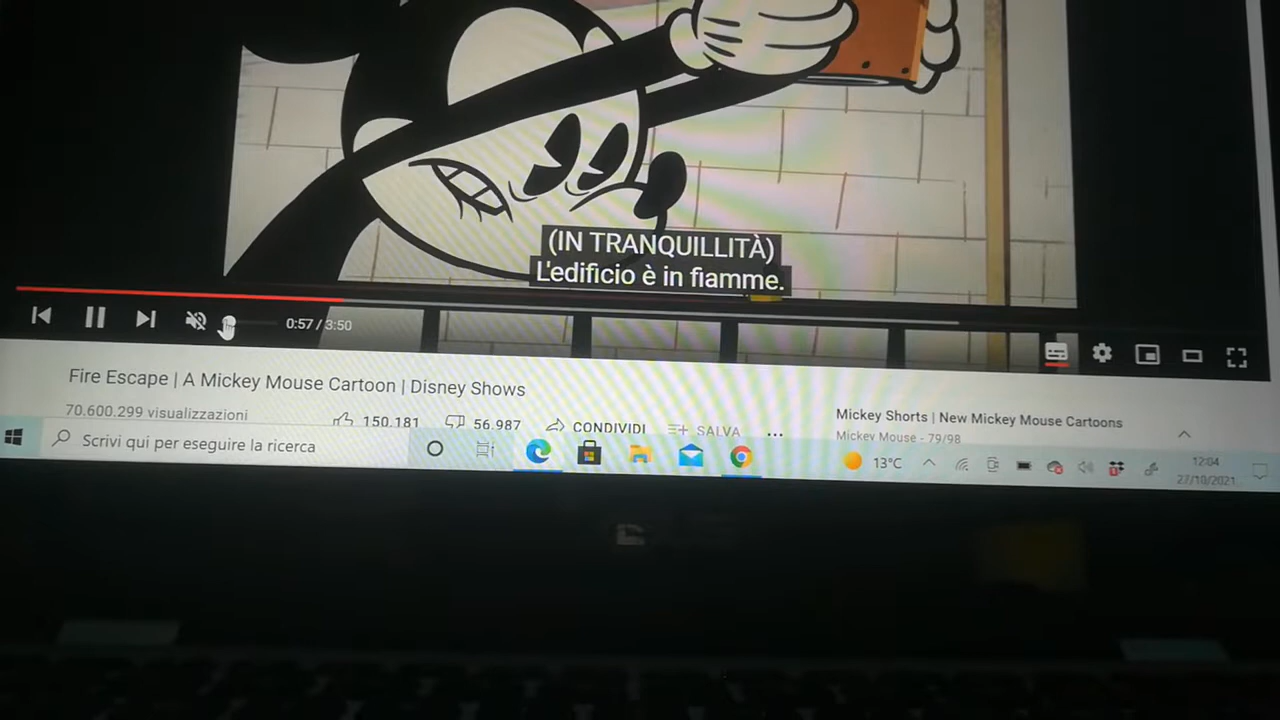 (IN TRANQUILLITÀ)
L'edificio è in fiamme.
0:57 / 3:50
Fire Escape | A Mickey Mouse Cartoon | Disney Shows
70.600.299 visualizzazioni
150.181
56.987
CONDIVIDI
SALVA
...
Mickey Shorts | New Mickey Mouse Cartoons
Mickey Mouse - 79/98
Scrivi qui per eseguire la ricerca
13°C
12:04
27/10/2021